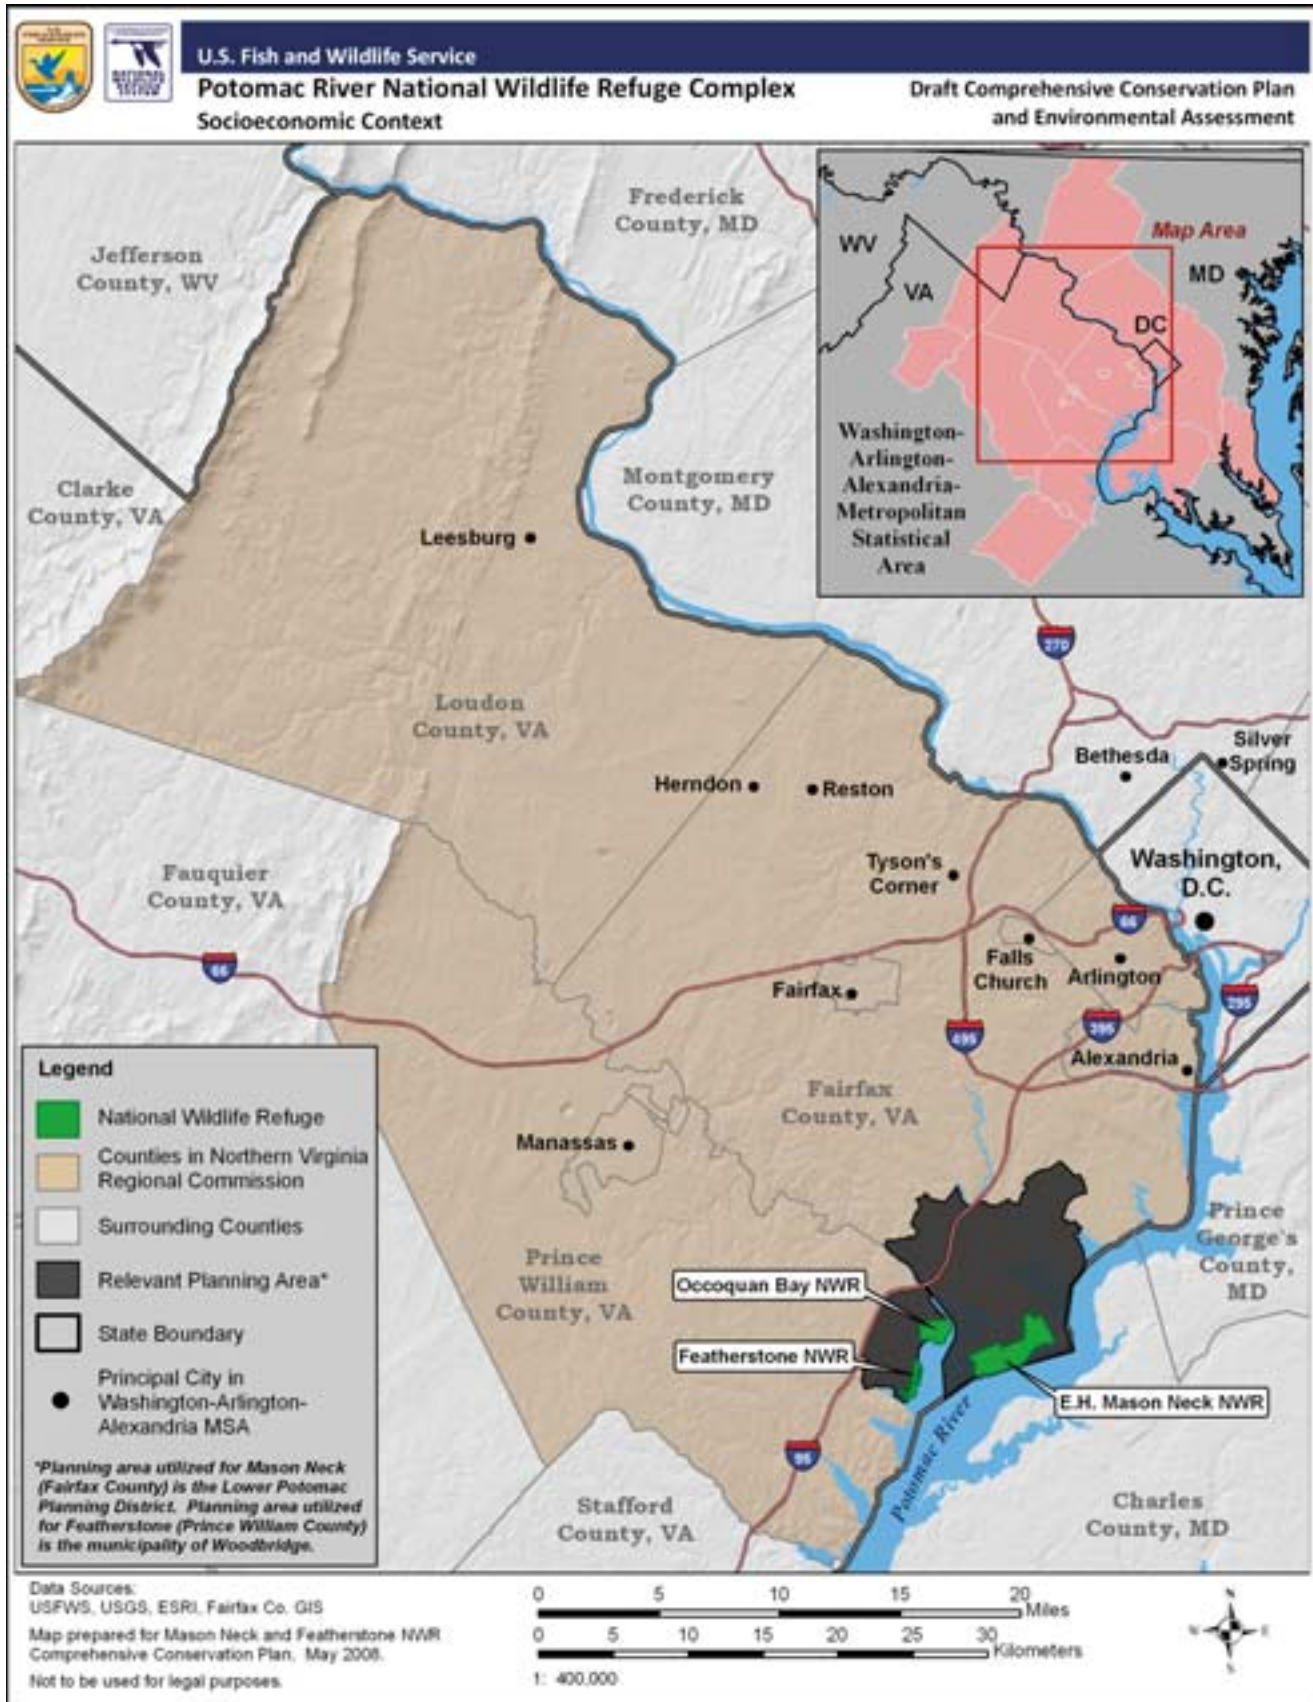 U.S. Fish and Wildlife Service
Potomac River National Wildlife Refuge Complex
Socioeconomic Context
Draft Comprehensive Conservation Plan
and Environmental Assessment
Frederick
County, MD
Jefferson
County, WV
Clarke
County, VA
Montgomery
County, MD
Leesburg
Loudon
County, VA
Map Area
WV
VA
MD
DC
Washington-
Arlington-
Alexandria-
Metropolitan
Statistical
Area
270
Bethesda
Silver
Spring
Herndon
Reston
Tyson's
Corner
Washington,
D.C.
Fauquier
County, VA
66
66
Falls
Church
Arlington
Fairfax
295
495
395
Alexandria
Fairfax
County, VA
Manassas
Prince
William
County, VA
Prince
George's
County,
MD
Occoquan Bay NWR
Featherstone NWR
E.H. Mason Neck NWR
Potomac River
95
Stafford
County, VA
Charles
County, MD
Legend
National Wildlife Refuge
Counties in Northern Virginia
Regional Commission
Surrounding Counties
Relevant Planning Area*
State Boundary
Principal City in
Washington-Arlington-
Alexandria MSA
*Planning area utilized for Mason Neck
(Fairfax County) is the Lower Potomac
Planning District. Planning area utilized
for Featherstone (Prince William County)
is the municipality of Woodbridge.
Data Sources:
USFWS, USGS, ESRI, Fairfax Co. GIS
Map prepared for Mason Neck and Featherstone NWR
Comprehensive Conservation Plan, May 2008.
Not to be used for legal purposes.
0 5 10 15 20
Miles
0 5 10 15 20 25 30
Kilometers
1: 400,000
N
W E
S